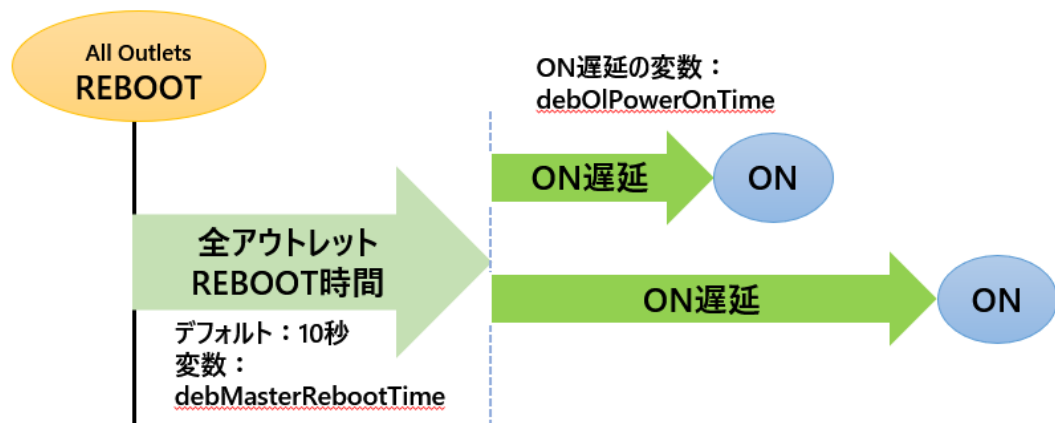 All Outlets
REBOOT
ON遅延の変数：
debOlPowerOnTime
ON遅延
ON
全アウトレット
REBOOT時間
ON遅延
ON
デフォルト：10秒
変数：
debMasterRebootTime